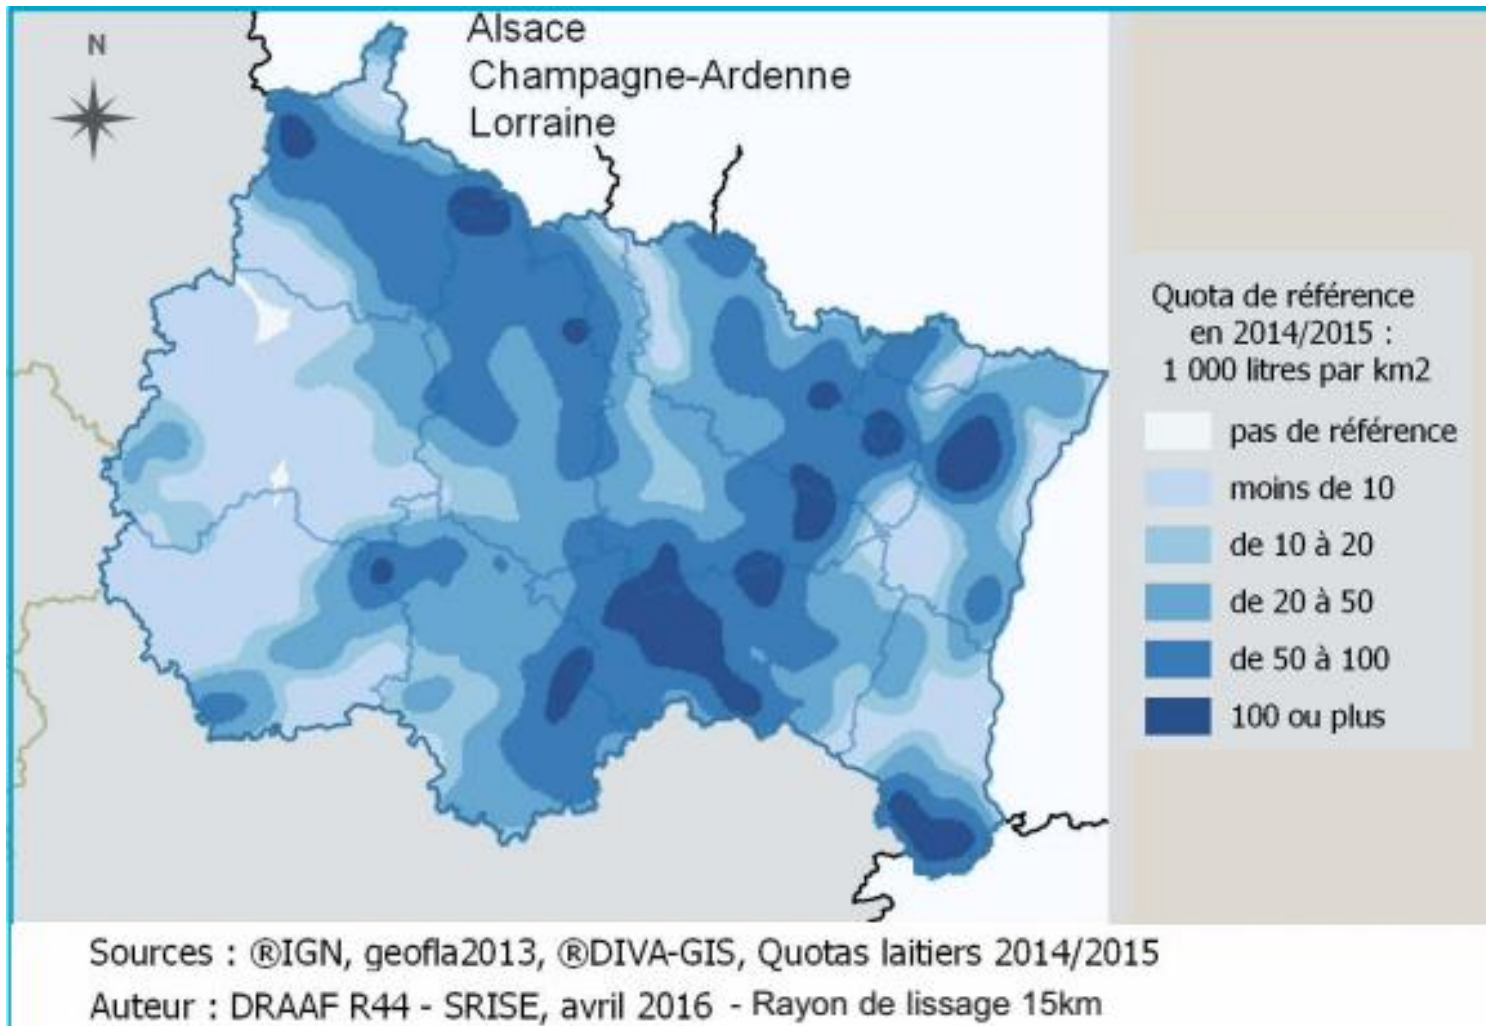 N
Alsace
Champagne-Ardenne
Lorraine
Quota de référence
en 2014/2015 :
1 000 litres par km2
pas de référence
moins de 10
de 10 à 20
de 20 à 50
de 50 à 100
100 ou plus
Sources : ®IGN, geofla2013, ®DIVA-GIS, Quotas laitiers 2014/2015
Auteur : DRAAF R44 - SRISE, avril 2016 - Rayon de lissage 15km